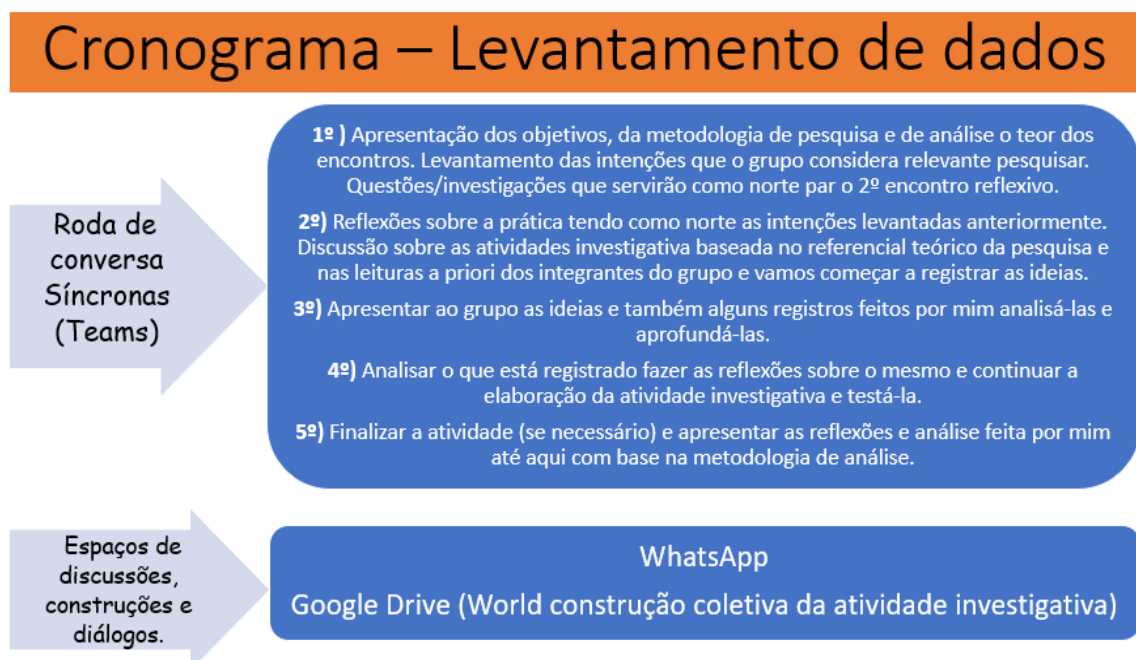 Cronograma – Levantamento de dados
Roda de
conversa
Síncronas
(Teams)
1º ) Apresentação dos objetivos, da metodologia de pesquisa e de análise o teor dos
encontros. Levantamento das intenções que o grupo considera relevante pesquisar.
Questões/investigações que servirão como norte par o 2º encontro reflexivo.
2º) Reflexões sobre a prática tendo como norte as intenções levantadas anteriormente.
Discussão sobre as atividades investigativa baseada no referencial teórico da pesquisa e
nas leituras a priori dos integrantes do grupo e vamos começar a registrar as ideias.
3º) Apresentar ao grupo as ideias e também alguns registros feitos por mim analisá-las e
aprofundá-las.
4º) Analisar o que está registrado fazer as reflexões sobre o mesmo e continuar a
elaboração da atividade investigativa e testá-la.
5º) Finalizar a atividade (se necessário) e apresentar as reflexões e análise feita por mim
até aqui com base na metodologia de análise.
Espaços de
discussões,
construções e
diálogos.
WhatsApp
Google Drive (World construção coletiva da atividade investigativa)